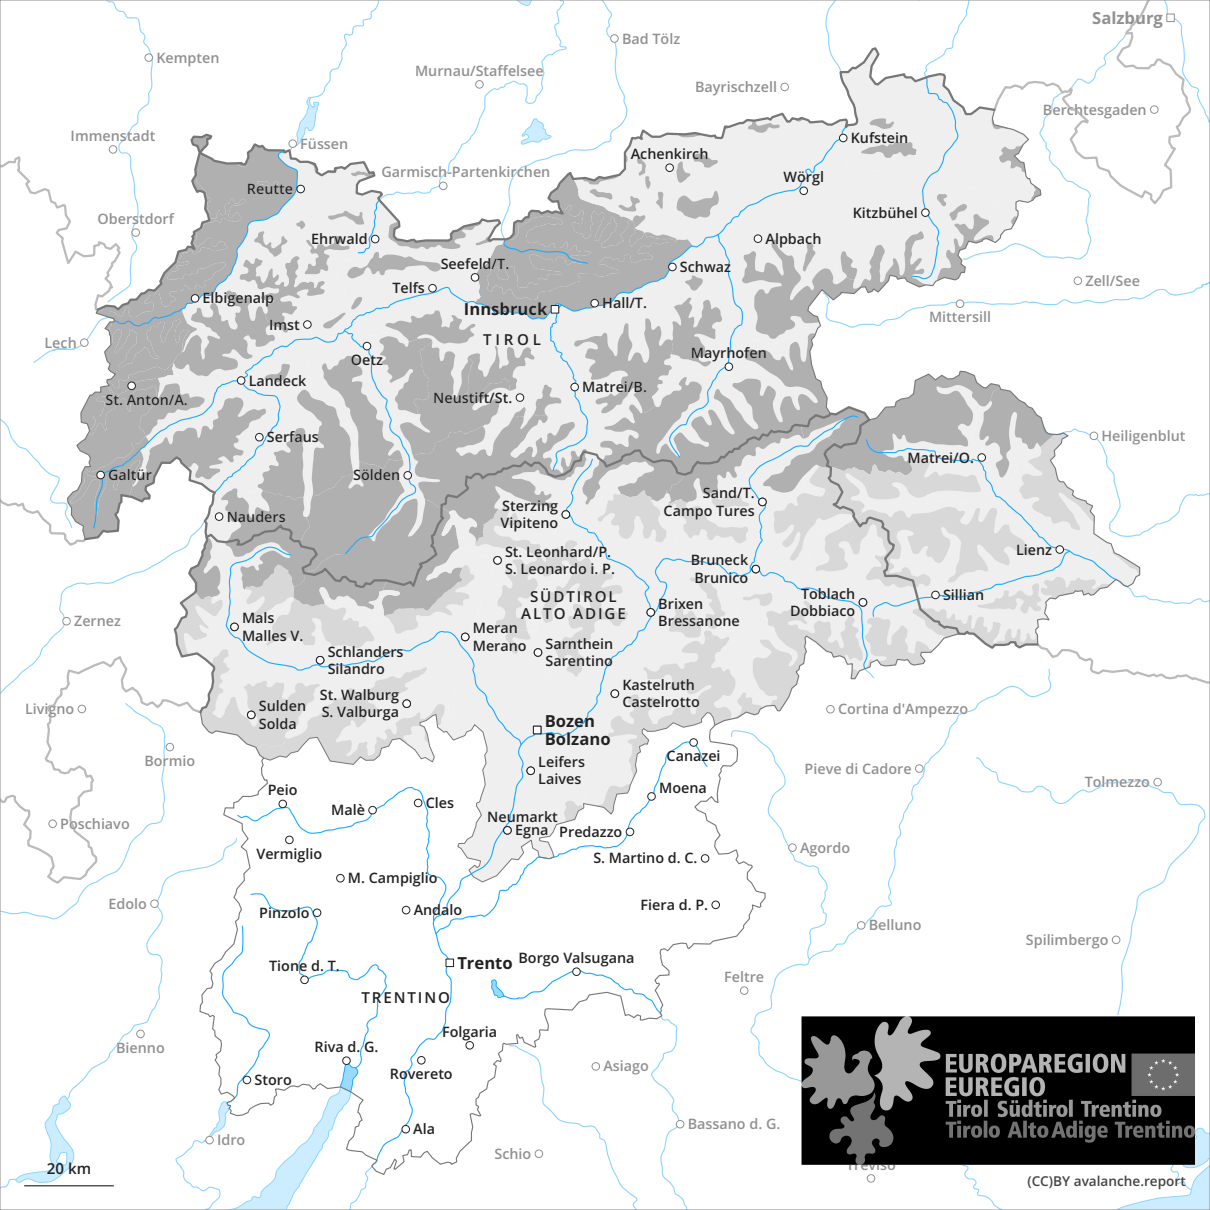 Salzburg
Bad Tölz
Kempten
Murnau/Staffelsee
Bayrischzell
Berchtesgaden
Immenstadt
Füssen
Kufstein
Achenkirch
Garmisch-Partenkirchen
Wörgl
Reutte
Oberstdorf
Kitzbühel
Ehrwald
Alpbach
Seefeld/T.
Schwaz
Zell/See
Telfs
Elbigenalp
Hall/T.
Innsbruck
Mittersill
Imst
TIROL
Lech
Oetz
Mayrhofen
Landeck
Matrei/B.
St. Anton/A.
Neustift/St.
Serfaus
Heiligenblut
Matrei/O.
Galtür
Sölden
Sand/T.
Campo Tures
Sterzing
Vipiteno
Nauders
Lienz
St. Leonhard/P.
S. Leonardo i. P.
Bruneck
Brunico
SÜDTIROL
ALTO ADIGE
Toblach
Dobbiaco
Sillian
Brixen
Bressanone
Zernez
Mals
Malles V.
Meran
Merano
Sarnthein
Sarentino
Schlanders
Silandro
Kastelruth
Castelrotto
St. Walburg
S. Valburga
Sulden
Solda
Livigno
Cortina d'Ampezzo
Bozen
Bolzano
Canazei
Bormio
Leifers
Laives
Pieve di Cadore
Tolmezzo
Peio
Moena
Malè
Cles
Neumarkt
Egna
Predazzo
Poschiavo
Vermiglio
S. Martino d. C.
Agordo
M. Campiglio
Edolo
Pinzolo
Andalo
Fiera d. P.
Belluno
Spilimbergo
Trento
Borgo Valsugana
Tione d. T.
Feltre
TRENTINO
Folgaria
Bienno
Riva d. G.
Rovereto
Asiago
Storo
EUROPAREGION
EUREGIO
Tirol Südtirol Trentino
Tirolo Alto Adige Trentino
Ala
Bassano d. G.
Idro
Schio
Treviso
20 km
(CC)BY avalanche.report